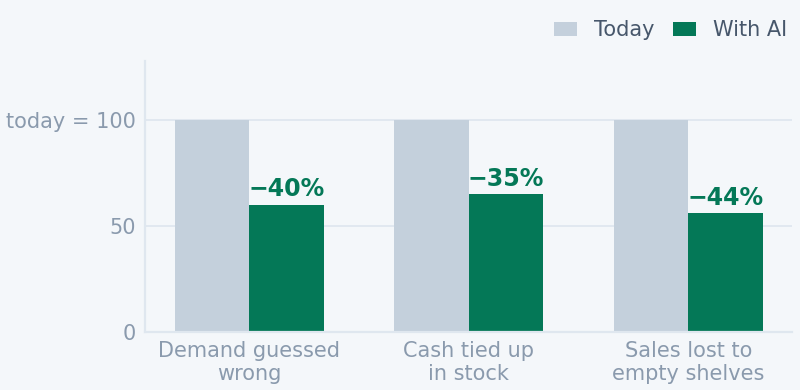 Today
With AI
today = 100
50
0
−40%
−35%
−44%
Demand guessed
wrong
Cash tied up
in stock
Sales lost to
empty shelves